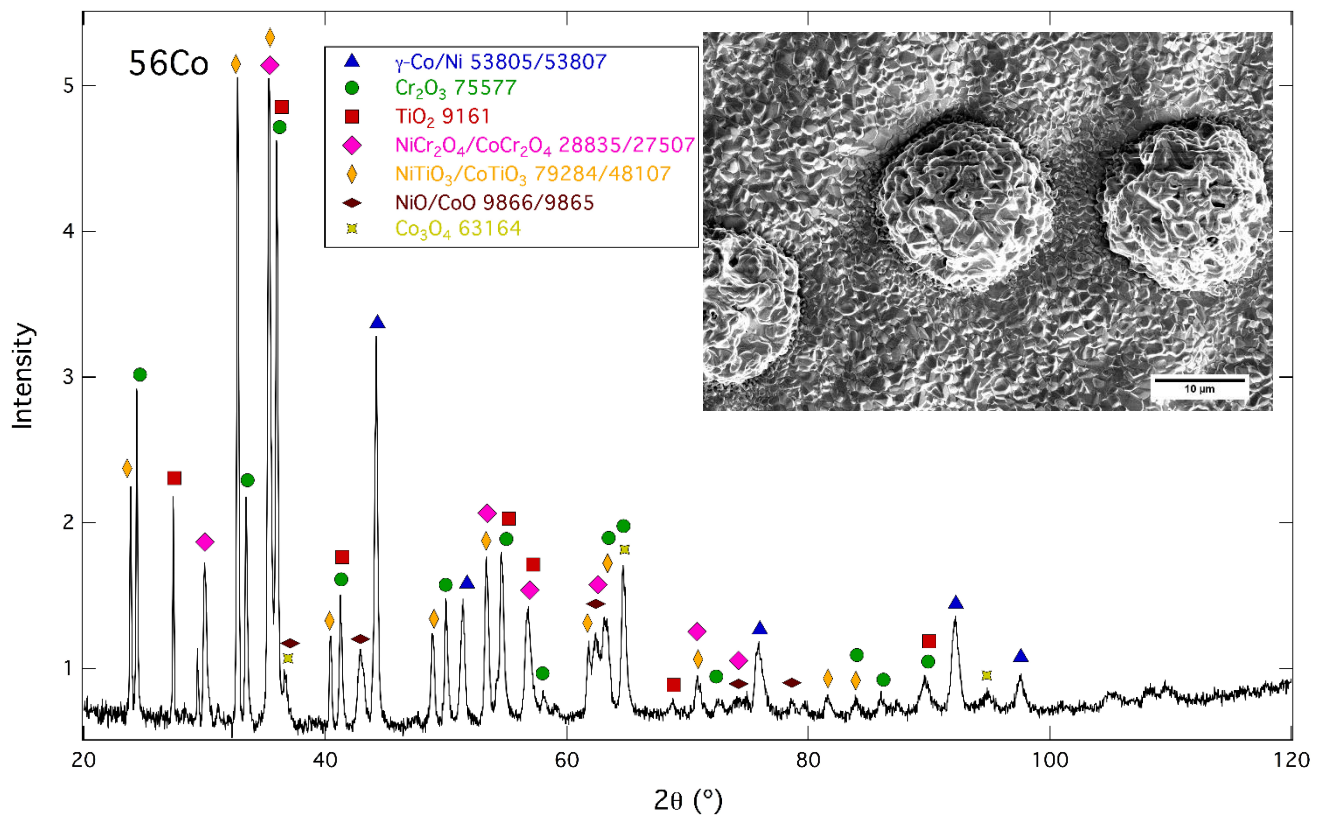 56Co
γ-Co/Ni 53805/53807
Cr₂O₃ 75577
TiO₂ 9161
NiCr₂O₄/CoCr₂O₄ 28835/27507
NiTiO₃/CoTiO₃ 79284/48107
NiO/CoO 9866/9865
Co₃O₄ 63164
10 µm
5
4
3
2
1
Intensity
20
40
60
80
100
120
2θ (°)